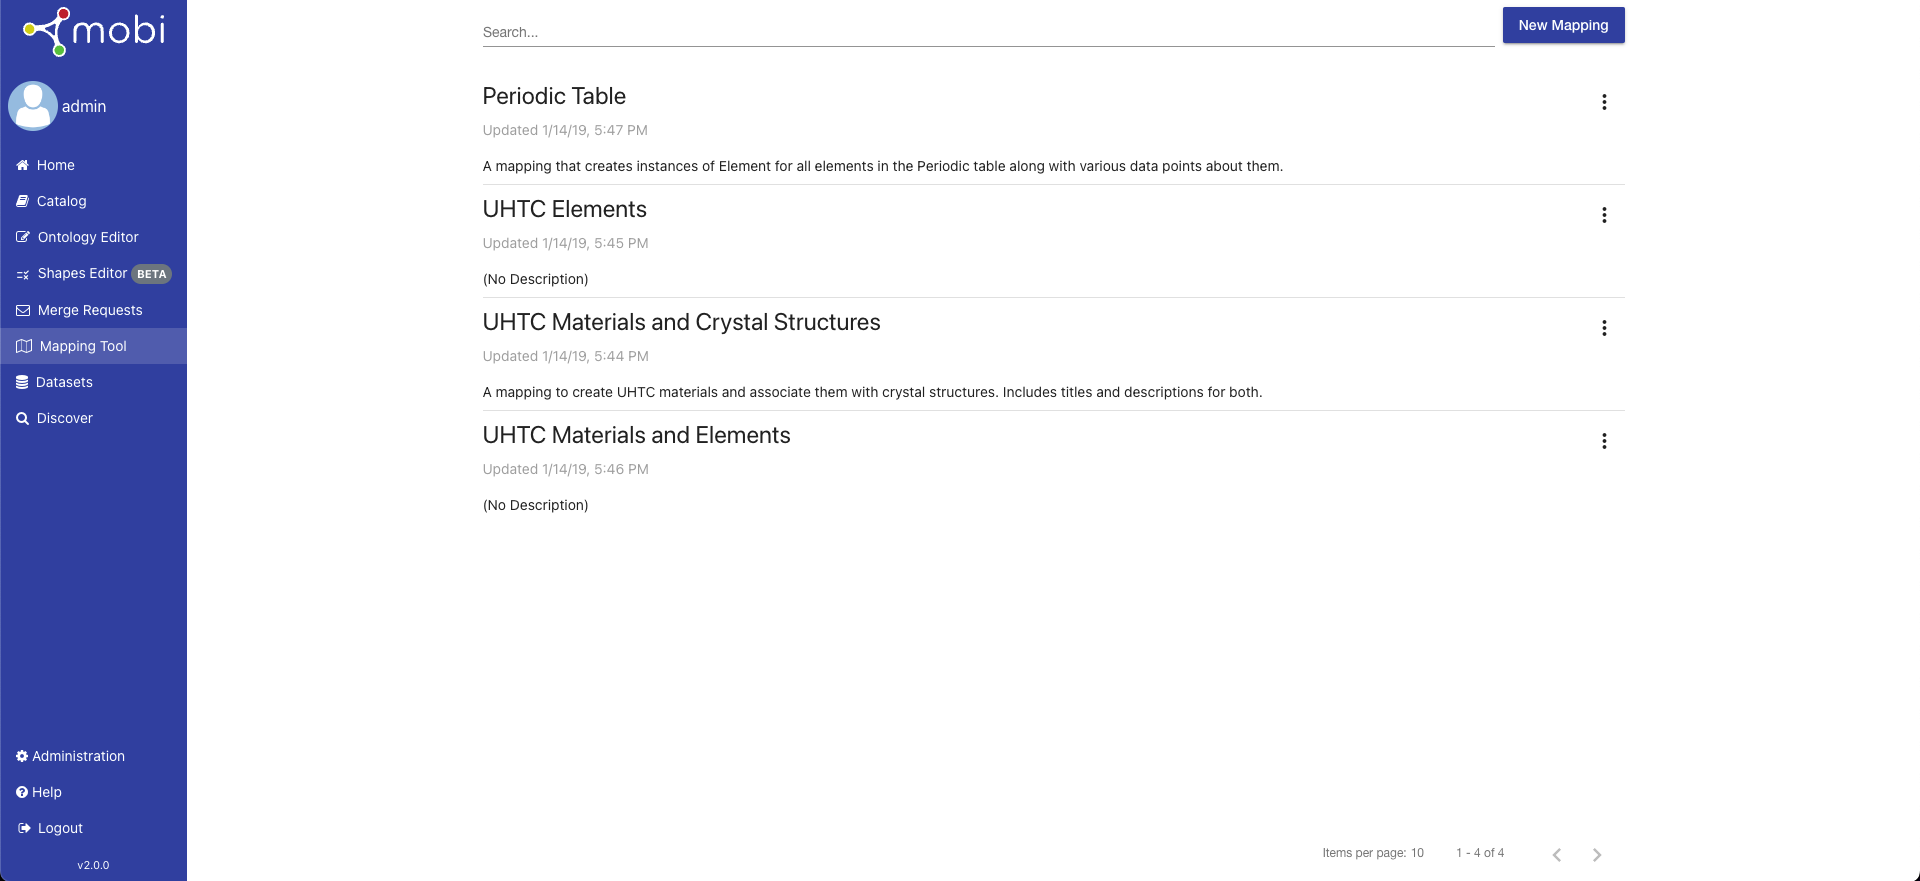 mobi
admin
Home
Catalog
Ontology Editor
Shapes Editor BETA
Merge Requests
Mapping Tool
Datasets
Discover
Administration
Help
Logout
v2.0.0
Search...
New Mapping
Periodic Table
Updated 1/14/19, 5:47 PM
A mapping that creates instances of Element for all elements in the Periodic table along with various data points about them.
UHTC Elements
Updated 1/14/19, 5:45 PM
(No Description)
UHTC Materials and Crystal Structures
Updated 1/14/19, 5:44 PM
A mapping to create UHTC materials and associate them with crystal structures. Includes titles and descriptions for both.
UHTC Materials and Elements
Updated 1/14/19, 5:46 PM
(No Description)
Items per page: 10
1 - 4 of 4